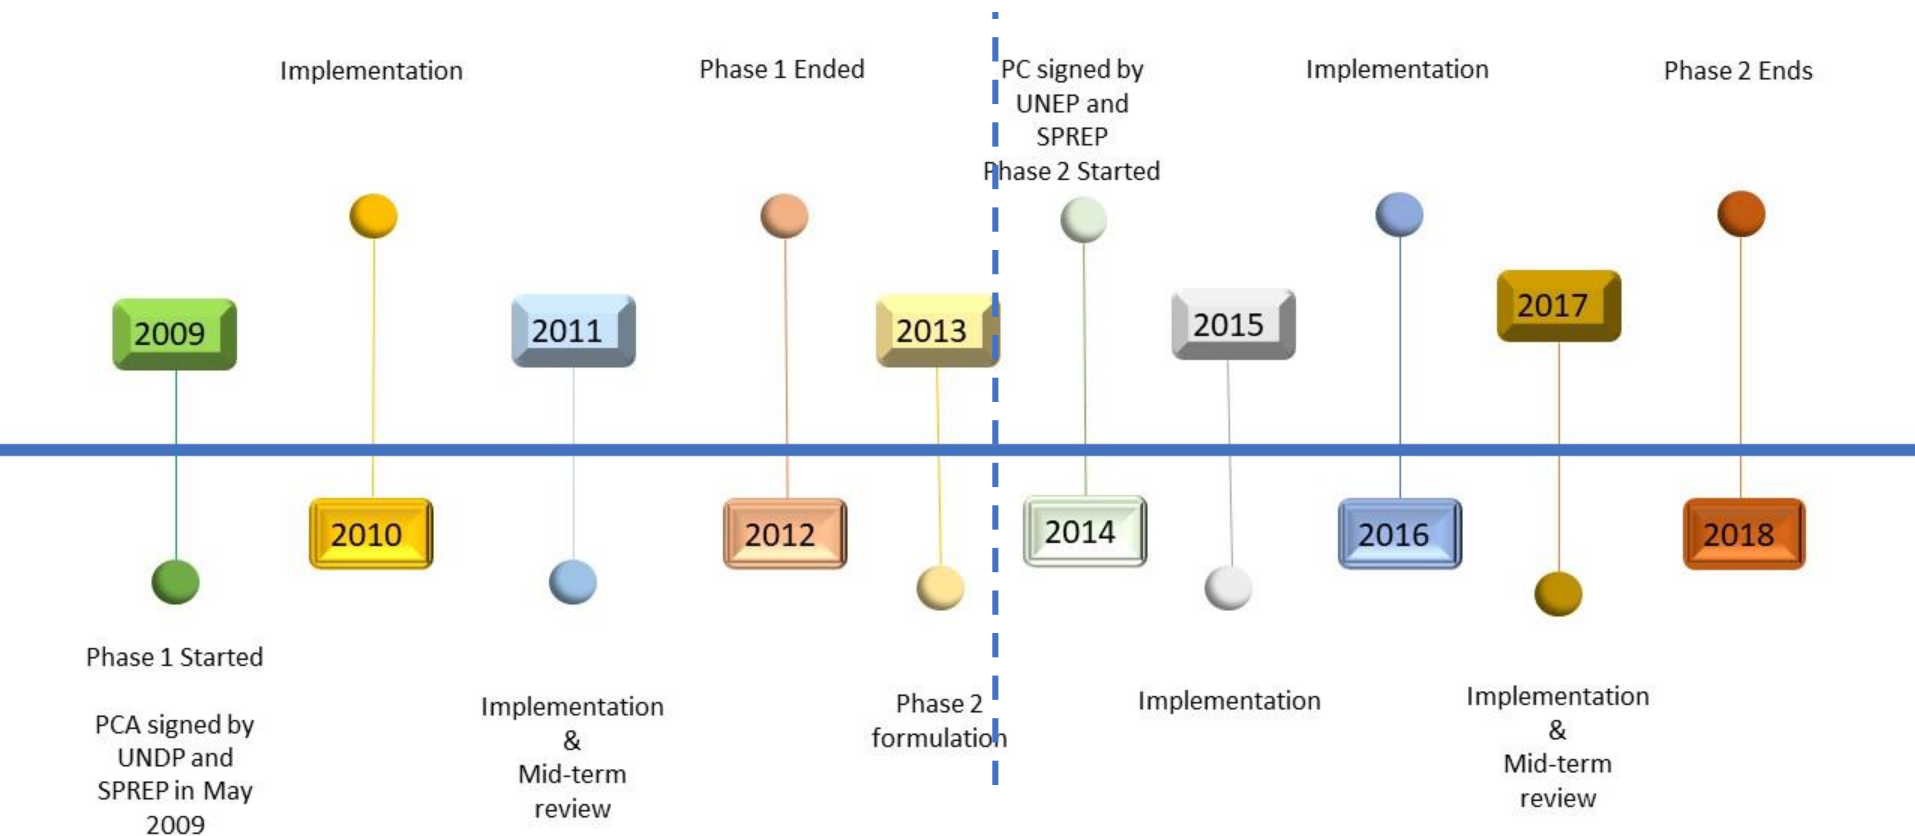 Implementation
Phase 1 Ended
PC signed by
UNEP and
SPREP
Phase 2 Started
Implementation
Phase 2 Ends
2009
2011
2013
2015
2017
2010
2012
2014
2016
2018
Phase 1 Started
PCA signed by
UNDP and
SPREP in May
2009
Implementation
&
Mid-term
review
Phase 2
formulation
Implementation
Implementation
&
Mid-term
review